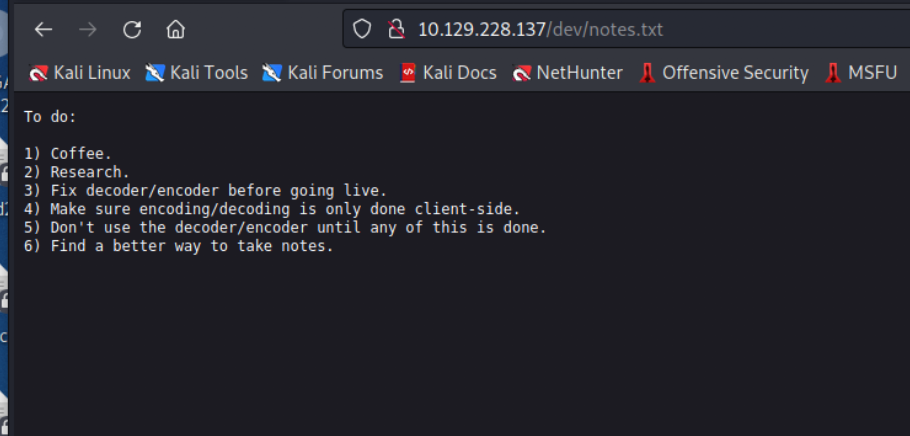 10.129.228.137/dev/notes.txt
Kali Linux Kali Tools Kali Forums Kali Docs NetHunter Offensive Security MSFU
To do:
1) Coffee.
2) Research.
3) Fix decoder/encoder before going live.
4) Make sure encoding/decoding is only done client-side.
5) Don't use the decoder/encoder until any of this is done.
6) Find a better way to take notes.